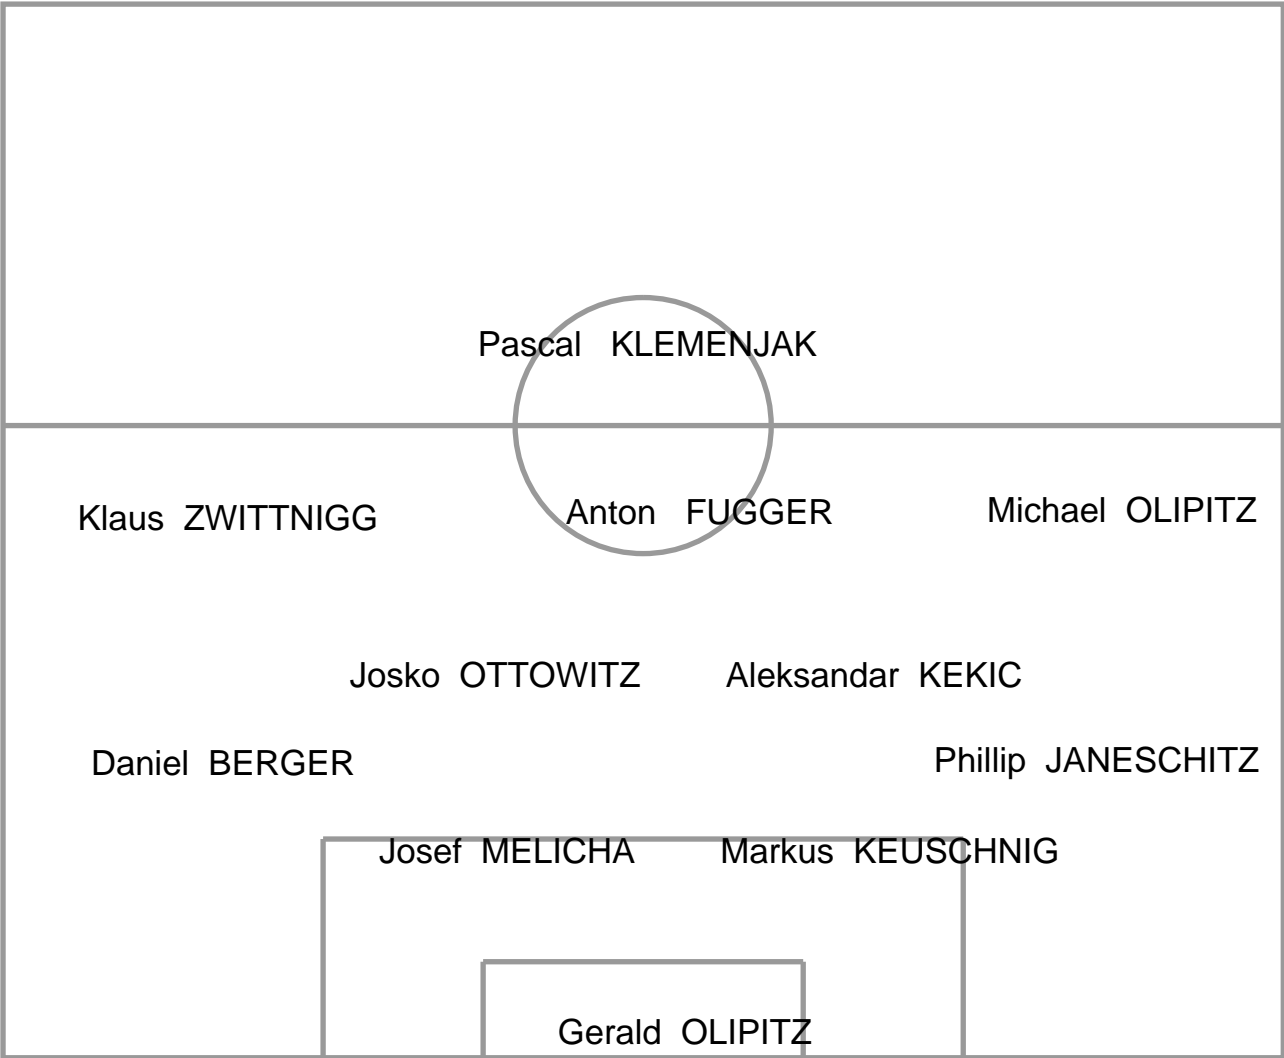 Pascal KLEMENJAK
Klaus ZWITTNIGG Anton FUGGER Michael OLIPITZ
Josko OTTOWITZ Aleksandar KEKIC
Daniel BERGER Phillip JANESCHITZ
Josef MELICHA Markus KEUSCHNIG
Gerald OLIPITZ